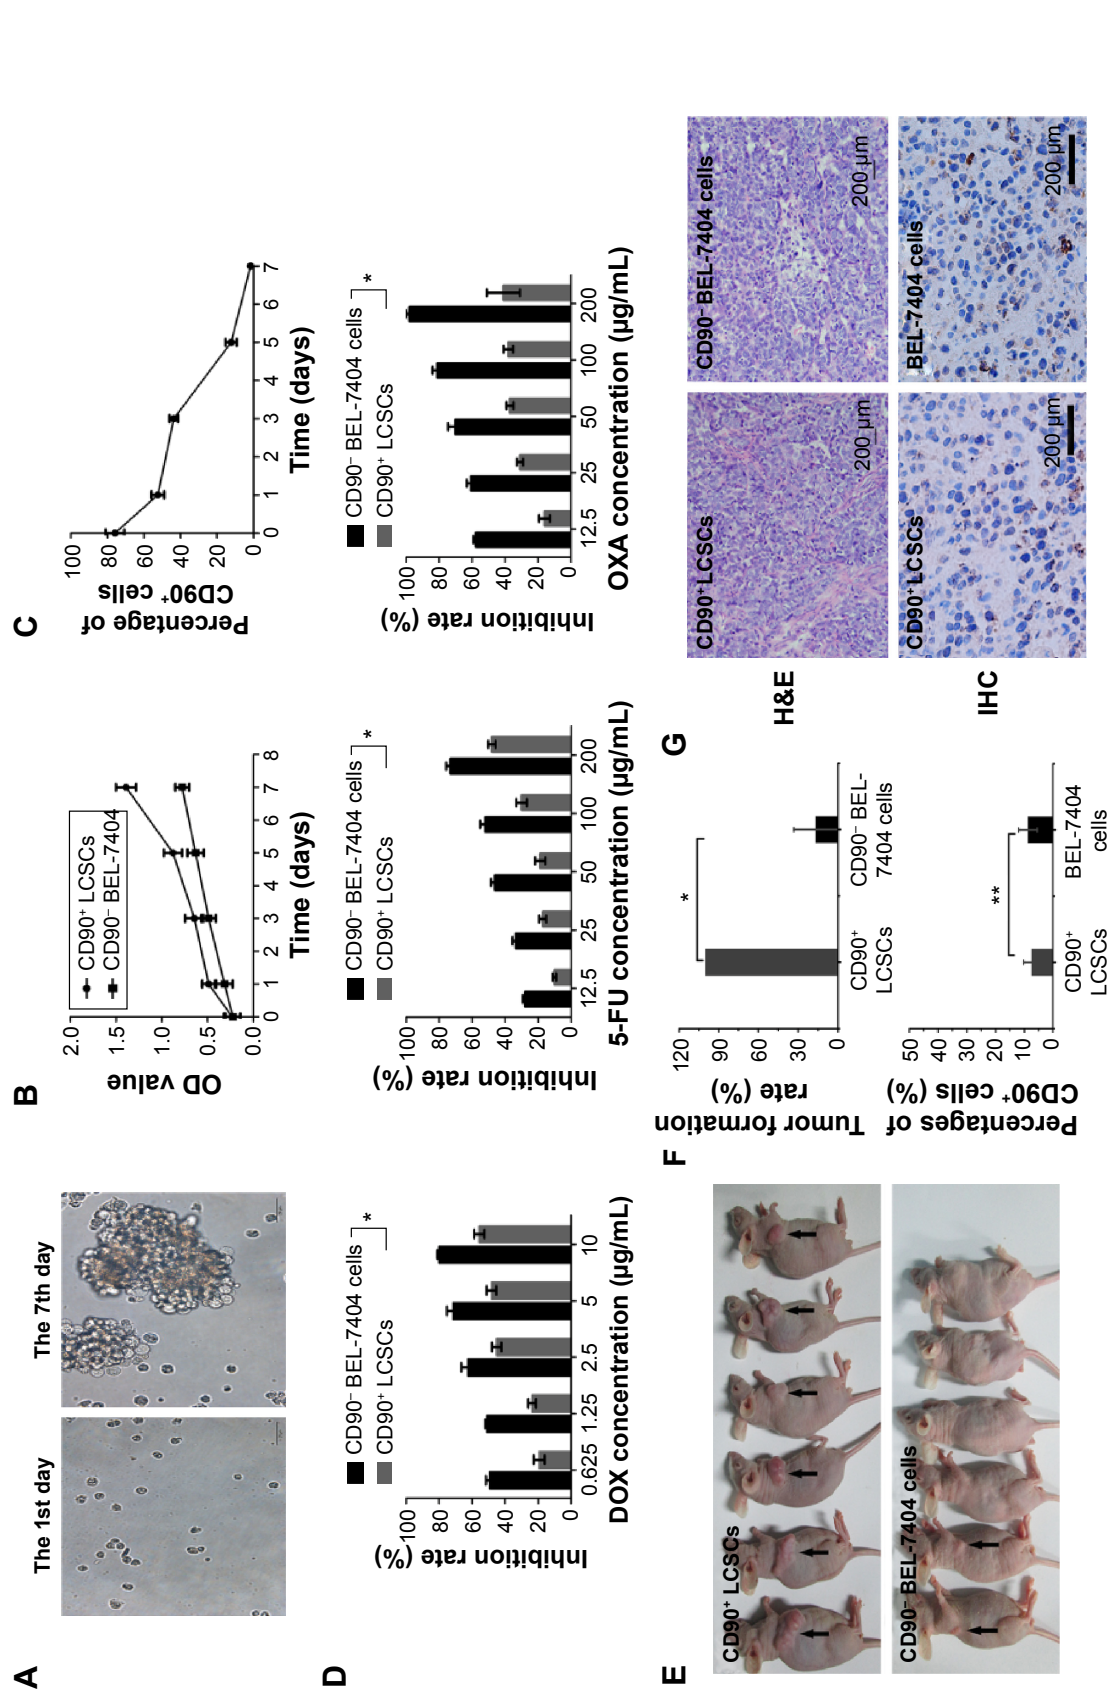 A
The 1st day
The 7th day
B
OD value
2.0
1.5
1.0
0.5
0.0
CD90⁺ LCSCs
CD90⁻ BEL-7404
0 1 2 3 4 5 6 7 8
Time (days)
C
Percentage of
CD90⁺ cells
100
80
60
40
20
0
0 1 2 3 4 5 6 7
Time (days)
D
Inhibition rate (%)
100
80
60
40
20
0
CD90⁻ BEL-7404 cells
CD90⁺ LCSCs
*
0.625 1.25 2.5 5 10
DOX concentration (µg/mL)
Inhibition rate (%)
100
80
60
40
20
0
CD90⁻ BEL-7404 cells
CD90⁺ LCSCs
*
12.5 25 50 100 200
5-FU concentration (µg/mL)
Inhibition rate (%)
100
80
60
40
20
0
CD90⁻ BEL-7404 cells
CD90⁺ LCSCs
*
12.5 25 50 100 200
OXA concentration (µg/mL)
E
CD90⁺ LCSCs
CD90⁻ BEL-7404 cells
F
Tumor formation
rate (%)
120
90
60
30
0
*
CD90⁺
LCSCs
CD90⁻ BEL-
7404 cells
Percentages of
CD90⁺ cells (%)
50
40
30
20
10
0
**
CD90⁺
LCSCs
BEL-7404
cells
G
H&E
CD90⁺ LCSCs
200 µm
CD90⁻ BEL-7404 cells
200 µm
IHC
CD90⁺ LCSCs
200 µm
BEL-7404 cells
200 µm